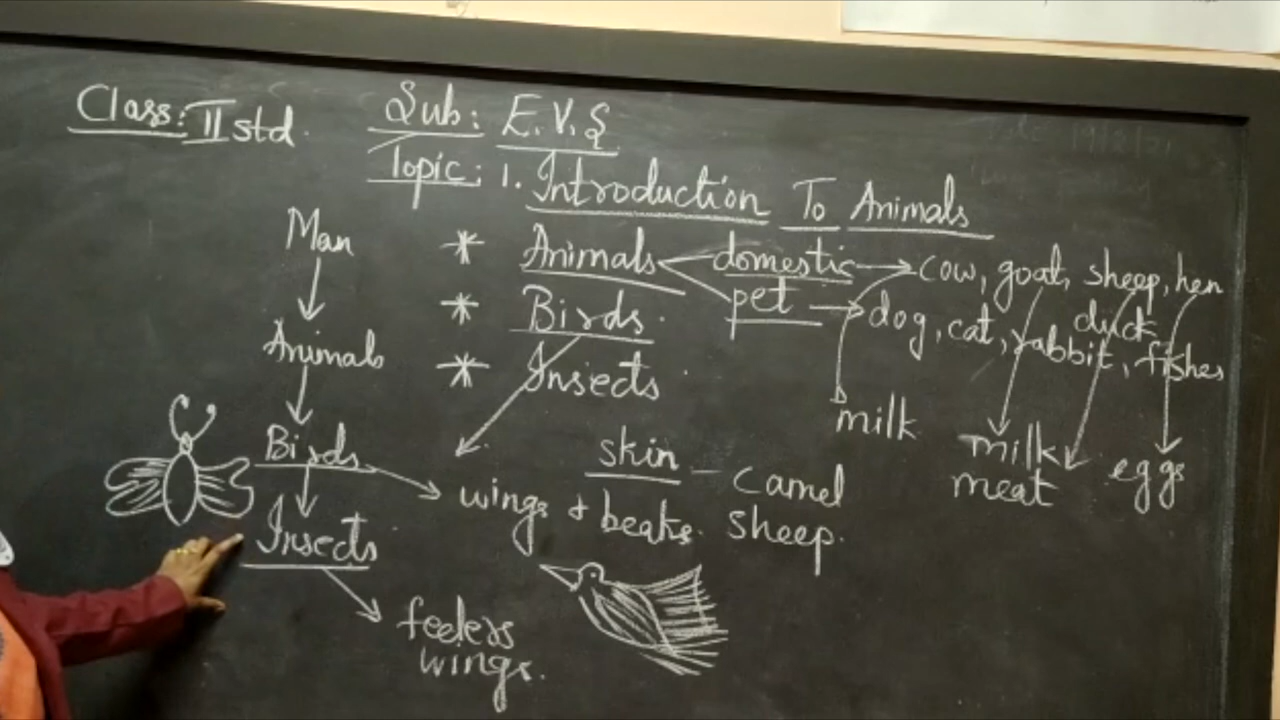 Class: II std.
Sub: E.V.S
Topic: 1. Introduction To Animals
Man
Animals
Birds
Insects
* Animals domestic cow, goat, sheep, hen
duck
pet dog, cat, rabbit, fishes
* Birds.
* Insects
milk
milk
meat
eggs
skin - camel
sheep.
wings & beaks.
feelers
wings.